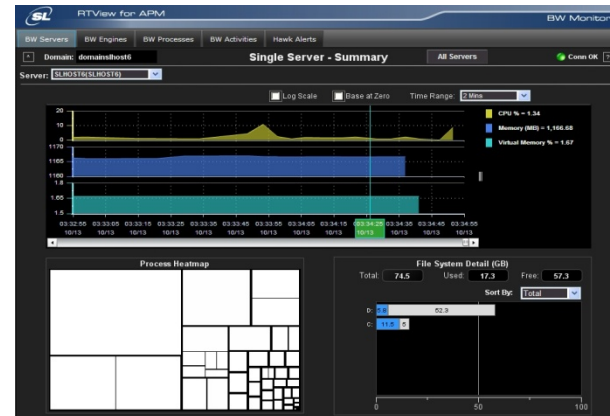 SL RTView for APM BW Monitor
BW Servers BW Engines BW Processes BW Activities Hawk Alerts
Domain: domainslhost6 Single Server - Summary All Servers Conn OK ?
Server: SLHOST6(SLHOST6)
Log Scale Base at Zero Time Range: 2 Mins
20
10
0
1170
1165
1160
1.8
1.65
1.5
CPU % = 1.34
Memory (MB) = 1,166.68
Virtual Memory % = 1.67
03:32:55 03:33:05 03:33:15 03:33:25 03:33:35 03:33:45 03:33:55 03:34:05 03:34:15 03:34:25 03:34:35 03:34:45 03:34:55
10/13 10/13 10/13 10/13 10/13 10/13 10/13 10/13 10/13 10/13 10/13 10/13 10/13
Process Heatmap
File System Detail (GB)
Total: 74.5 Used: 17.3 Free: 57.3
Sort By: Total
D: 5.8 52.3
C: 11.5 5
0 50 100